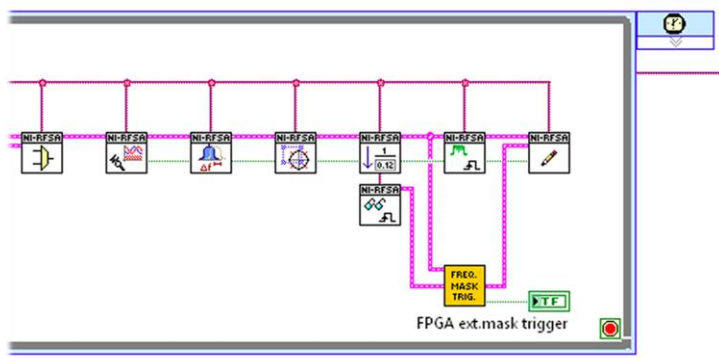 NI-RFSA NI-RFSA NI-RFSA NI-RFSA NI-RFSA NI-RFSA NI-RFSA
Δf
1
0,12
NI-RFSA
FREQ.
MASK
TRIG.
TF
FPGA ext.mask trigger